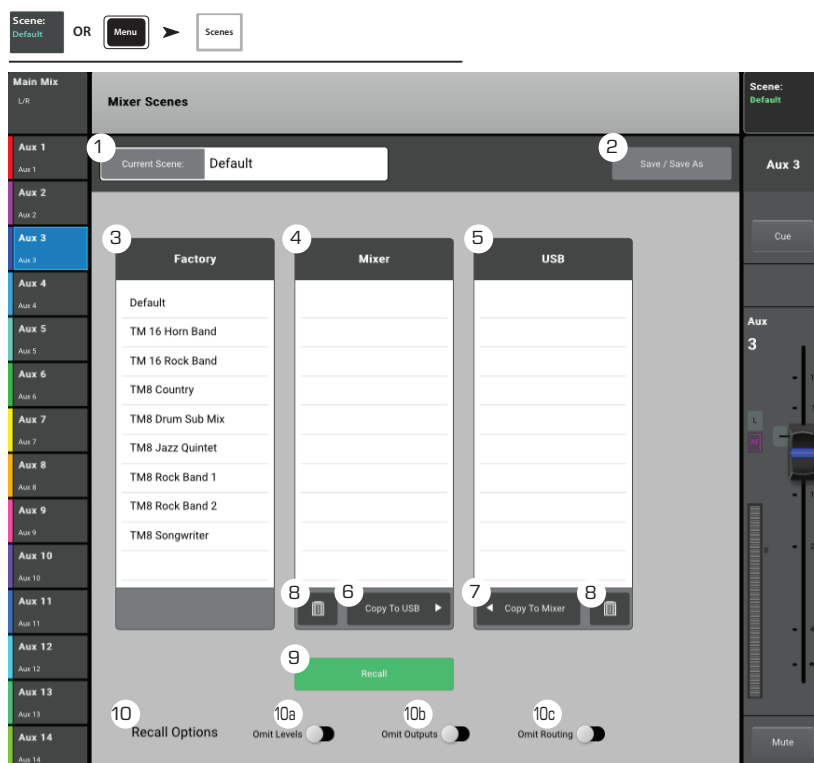 Scene:
Default
OR
Menu
Scenes
Main Mix
L/R
Mixer Scenes
Scene:
Default
1
Current Scene:
Default
2
Save / Save As
Aux 1
Aux 1
Aux 2
Aux 2
Aux 3
Aux 3
Aux 4
Aux 4
Aux 5
Aux 5
Aux 6
Aux 6
Aux 7
Aux 7
Aux 8
Aux 8
Aux 9
Aux 9
Aux 10
Aux 10
Aux 11
Aux 11
Aux 12
Aux 12
Aux 13
Aux 13
Aux 14
Aux 14
3
Factory
Default
TM 16 Horn Band
TM 16 Rock Band
TM8 Country
TM8 Drum Sub Mix
TM8 Jazz Quintet
TM8 Rock Band 1
TM8 Rock Band 2
TM8 Songwriter
4
Mixer
8
6
Copy To USB
5
USB
7
Copy To Mixer
8
9
Recall
10
Recall Options
10a
Omit Levels
10b
Omit Outputs
10c
Omit Routing
Aux 3
Cue
Aux
3
L
AF
0
Mute